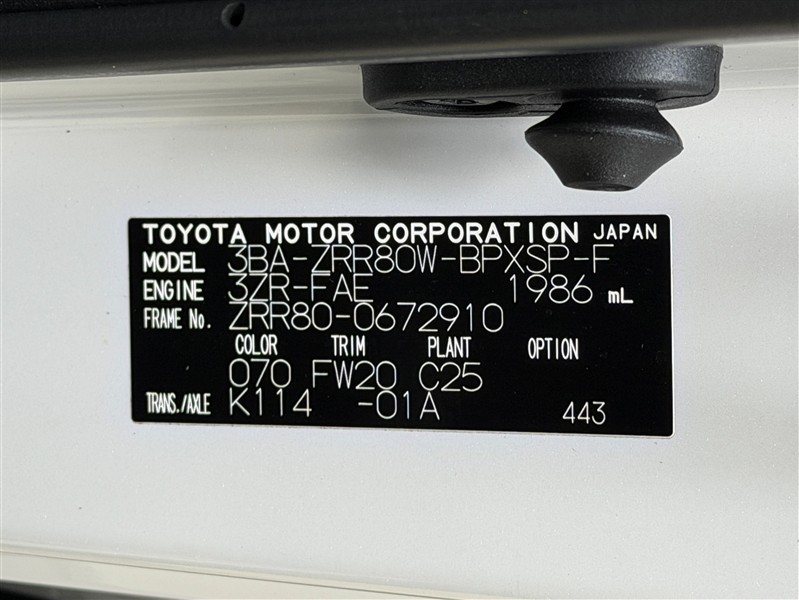 TOYOTA MOTOR CORPORATION JAPAN
MODEL 3BA-ZRR80W-BPXSP-F
ENGINE 3ZR-FAE 1986 mL
FRAME No. ZRR80-0672910
COLOR TRIM PLANT OPTION
070 FW20 C25
TRANS./AXLE K114 -01A 443